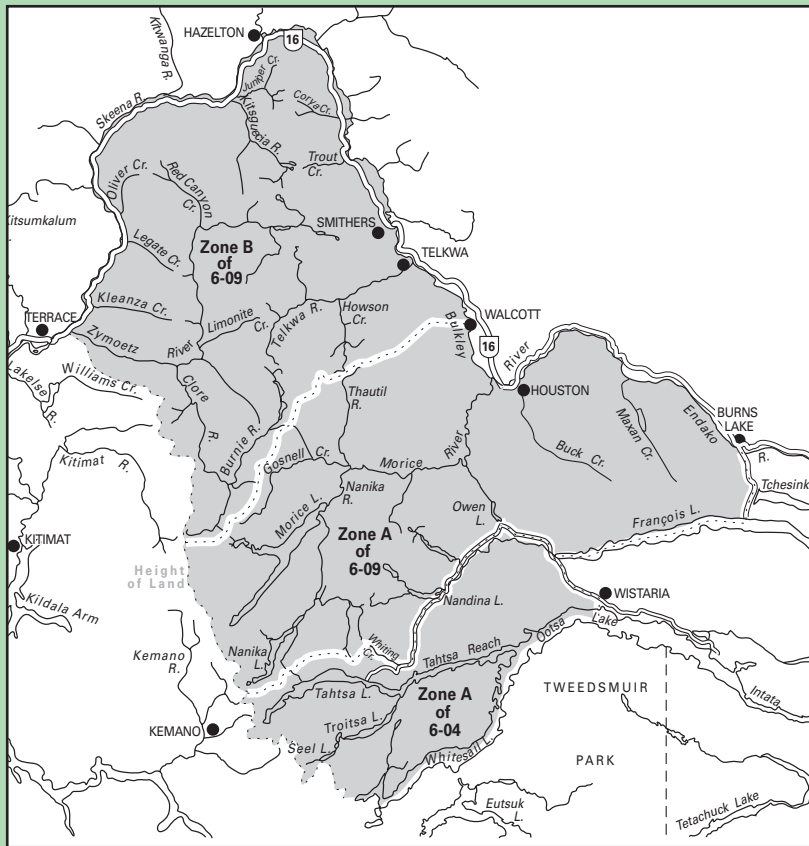 HAZELTON
16
Kitwanga R.
Skeena R.
Juniper Cr.
Kitseguecla R.
Corya Cr.
Trout
Cr.
Oliver Cr.
Red Canyon
Cr.
Kitsumkalum
SMITHERS
Zone B
of
6-09
TELKWA
Legate Cr.
Kleanza Cr.
TERRACE
Limonite
Cr.
Telkwa R.
Howson
Cr.
Bulkley
WALCOTT
16
River
Zymoetz
River
Lakelse R.
Williams Cr.
Clore
R.
Burnie R.
Thautil
R.
HOUSTON
BURNS
LAKE
Endako
R.
Maxan Cr.
Buck Cr.
Kitimat R.
Gosnell Cr.
Morice
River
Nanika
R.
Morice L.
Owen
L.
Tchesink
François L.
KITIMAT
Zone A
of
6-09
Height
of Land
Kildala Arm
WISTARIA
Nandina L.
Kemano
R.
Nanika
L.
Whiting
Cr.
Tahtsa Reach
Ootsa
Lake
Intata
Tahtsa L.
Zone A
of
6-04
TWEEDSMUIR
PARK
KEMANO
Troitsa L.
Seel L.
Whitesail L.
Eutsuk
L.
Tetachuck Lake